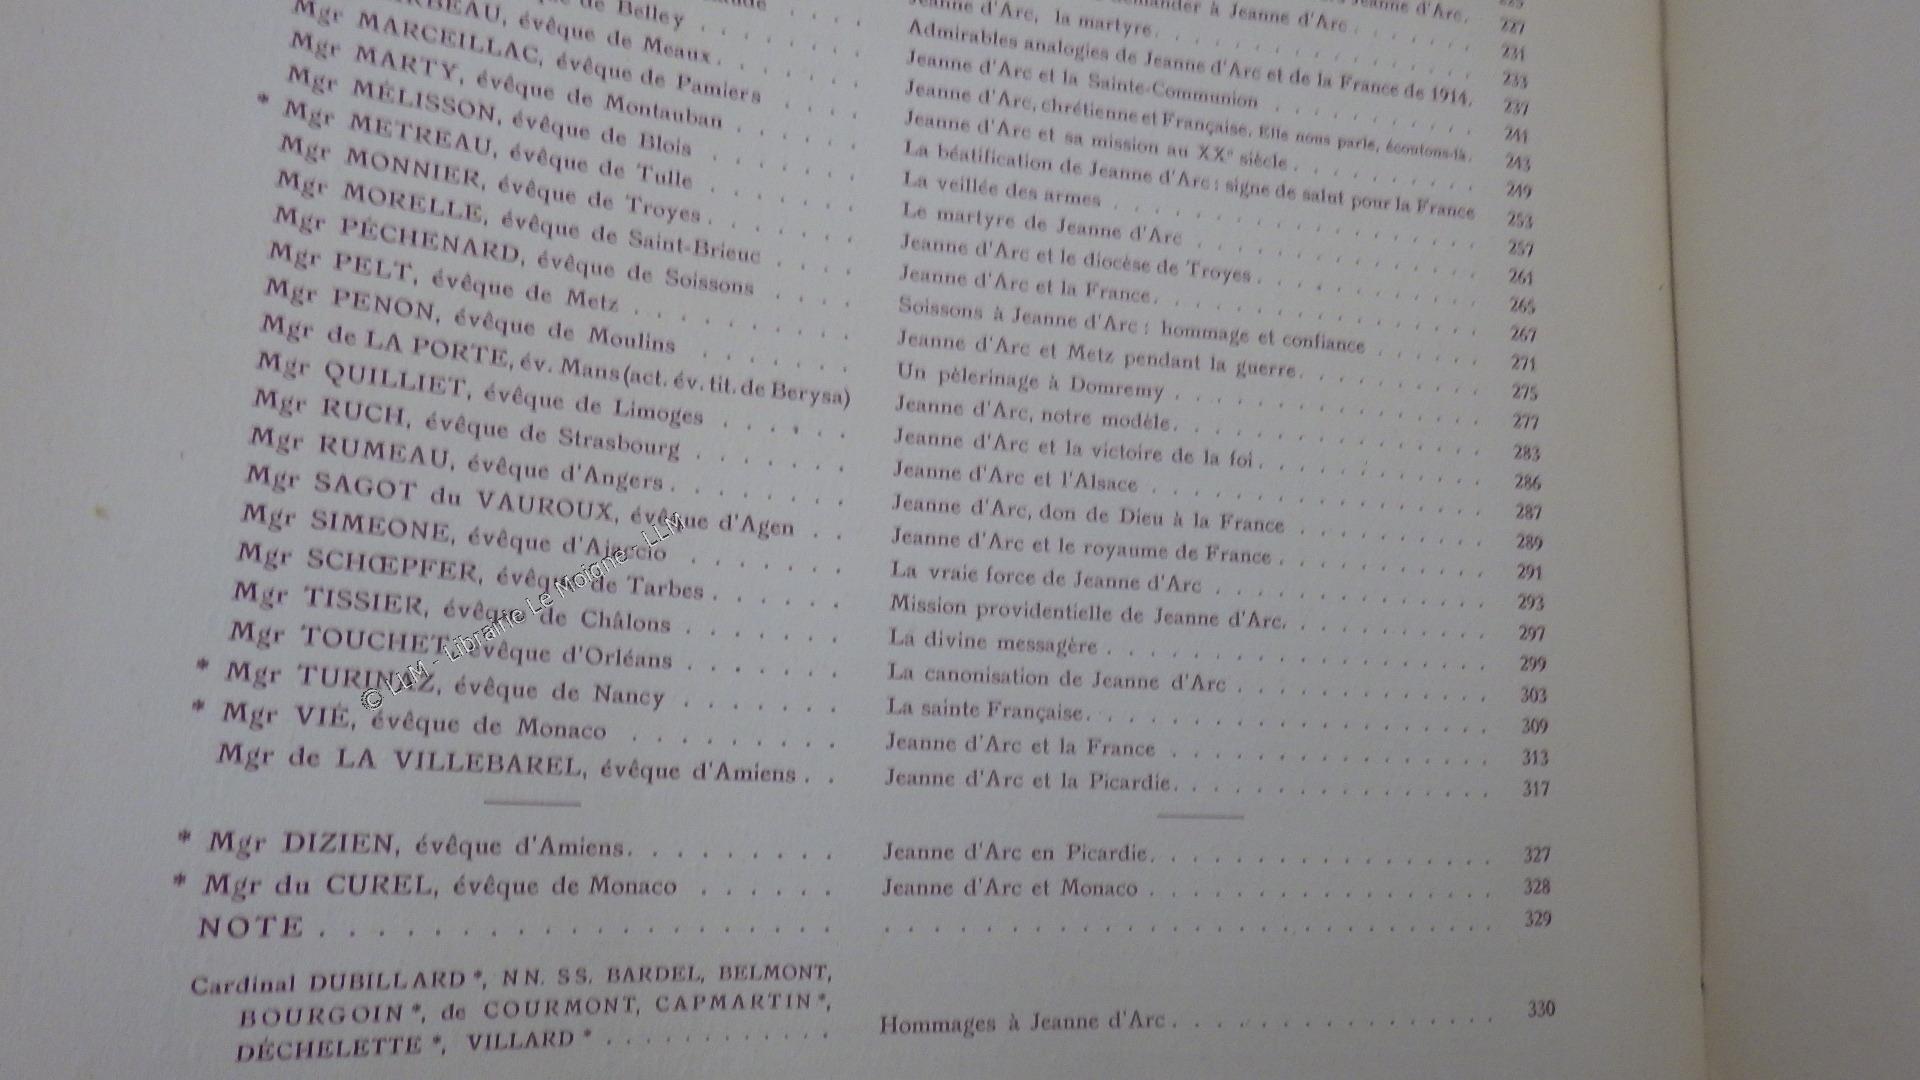 Jeanne d'Arc. 227
demander à Jeanne d'Arc 231
Jeanne d'Arc, la martyre. 233
Admirables analogies de Jeanne d'Arc et de la France de 1914. 237
de Belley Jeanne d'Arc et la Sainte-Communion 241
évêque de Meaux. Jeanne d'Arc, chrétienne et Française. Elle nous parle, écoutons-la. 243
Mgr MARCEILLAC, évêque de Pamiers Jeanne d'Arc et sa mission au XXe siècle. 249
Mgr MARTY, évêque de Montauban La béatification de Jeanne d'Arc : signe de salut pour la France 253
Mgr MÉLISSON, évêque de Blois La veillée des armes 257
* Mgr METREAU, évêque de Tulle Le martyre de Jeanne d'Arc 261
Mgr MONNIER, évêque de Troyes. Jeanne d'Arc et le diocèse de Troyes. 265
Mgr MORELLE, évêque de Saint-Brieuc Jeanne d'Arc et la France. 267
Mgr PÉCHENARD, évêque de Soissons Soissons à Jeanne d'Arc : hommage et confiance 271
Mgr PELT, évêque de Metz Jeanne d'Arc et Metz pendant la guerre. 275
Mgr PENON, évêque de Moulins Un pèlerinage à Domremy 277
Mgr de LA PORTE, év. Mans (act. év. tit. de Berysa) Jeanne d'Arc, notre modèle. 283
Mgr QUILLIET, évêque de Limoges Jeanne d'Arc et la victoire de la foi. 286
Mgr RUCH, évêque de Strasbourg Jeanne d'Arc et l'Alsace 287
Mgr RUMEAU, évêque d'Angers. Jeanne d'Arc, don de Dieu à la France 289
Mgr SAGOT du VAUROUX, évêque d'Agen Jeanne d'Arc et le royaume de France. 291
Mgr SIMEONE, évêque d'Ajaccio La vraie force de Jeanne d'Arc 293
Mgr SCHŒPFER, évêque de Tarbes. Mission providentielle de Jeanne d'Arc. 297
Mgr TISSIER, évêque de Châlons La divine messagère 299
Mgr TOUCHET, évêque d'Orléans La canonisation de Jeanne d'Arc 303
* Mgr TURINAZ, évêque de Nancy La sainte Française. 309
* Mgr VIÉ, évêque de Monaco Jeanne d'Arc et la France 313
Mgr de LA VILLEBAREL, évêque d'Amiens. Jeanne d'Arc et la Picardie. 317
* Mgr DIZIEN, évêque d'Amiens. Jeanne d'Arc en Picardie. 327
* Mgr du CUREL, évêque de Monaco Jeanne d'Arc et Monaco 328
NOTE 329
Cardinal DUBILLARD *, NN. SS. BARDEL, BELMONT,
BOURGOIN *, de COURMONT, CAPMARTIN *,
DÉCHELETTE *, VILLARD * Hommages à Jeanne d'Arc. 330
© LLM - Librairie Le Moigne - LLM